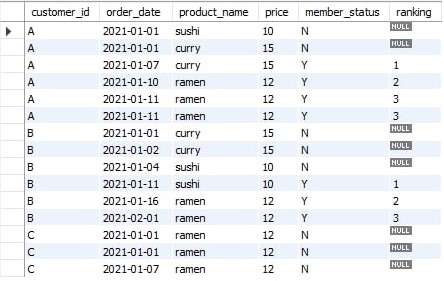 customer_id order_date product_name price member_status ranking
A 2021-01-01 sushi 10 N NULL
A 2021-01-01 curry 15 N NULL
A 2021-01-07 curry 15 Y 1
A 2021-01-10 ramen 12 Y 2
A 2021-01-11 ramen 12 Y 3
A 2021-01-11 ramen 12 Y 3
B 2021-01-01 curry 15 N NULL
B 2021-01-02 curry 15 N NULL
B 2021-01-04 sushi 10 N NULL
B 2021-01-11 sushi 10 Y 1
B 2021-01-16 ramen 12 Y 2
B 2021-02-01 ramen 12 Y 3
C 2021-01-01 ramen 12 N NULL
C 2021-01-01 ramen 12 N NULL
C 2021-01-07 ramen 12 N NULL